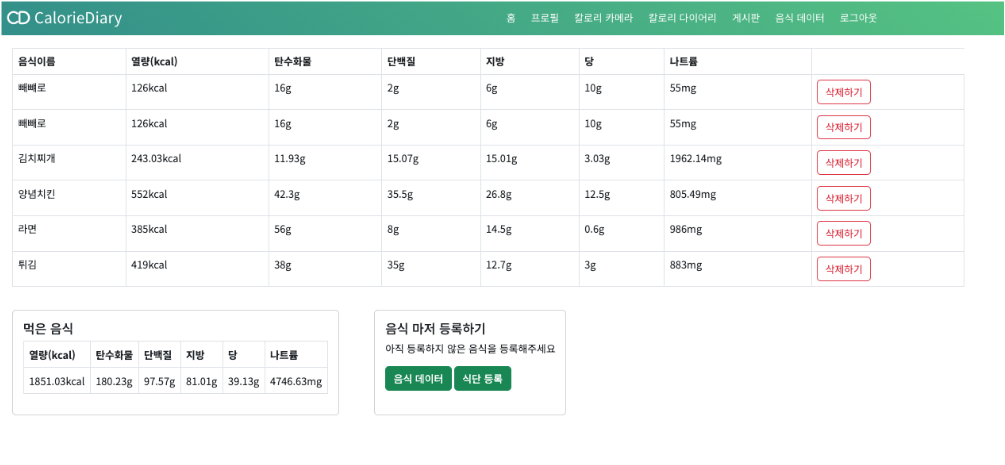 CalorieDiary 홈 프로필 칼로리 카메라 칼로리 다이어리 게시판 음식 데이터 로그아웃
음식이름 열량(kcal) 탄수화물 단백질 지방 당 나트륨
빼빼로 126kcal 16g 2g 6g 10g 55mg 삭제하기
빼빼로 126kcal 16g 2g 6g 10g 55mg 삭제하기
김치찌개 243.03kcal 11.93g 15.07g 15.01g 3.03g 1962.14mg 삭제하기
양념치킨 552kcal 42.3g 35.5g 26.8g 12.5g 805.49mg 삭제하기
라면 385kcal 56g 8g 14.5g 0.6g 986mg 삭제하기
튀김 419kcal 38g 35g 12.7g 3g 883mg 삭제하기
먹은 음식
열량(kcal) 탄수화물 단백질 지방 당 나트륨
1851.03kcal 180.23g 97.57g 81.01g 39.13g 4746.63mg
음식 마저 등록하기
아직 등록하지 않은 음식을 등록해주세요
음식 데이터 식단 등록